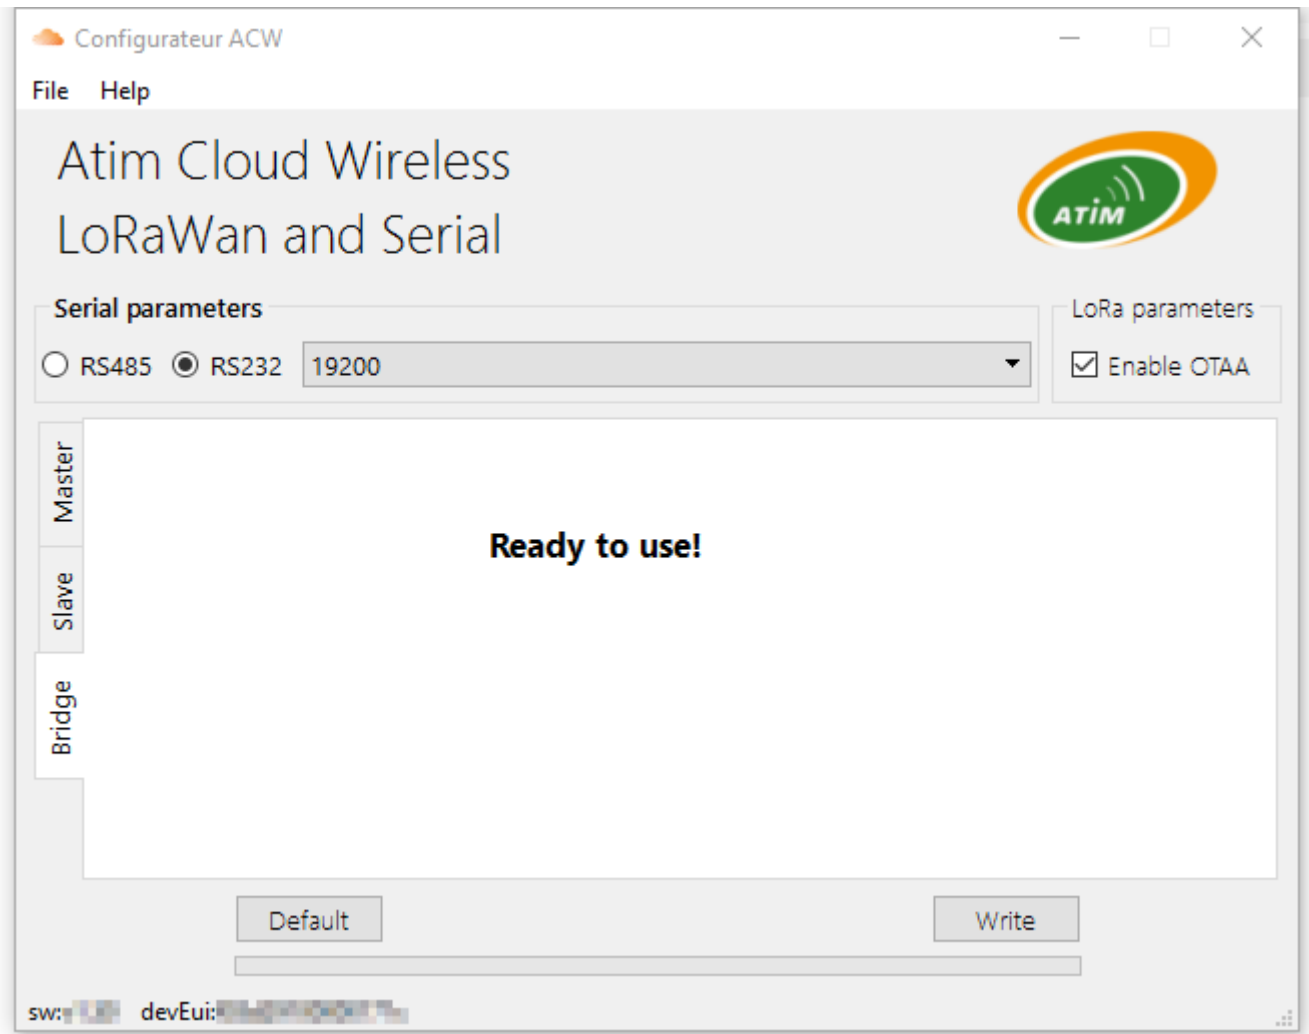 Configurateur ACW
File Help
Atim Cloud Wireless
LoRaWan and Serial
ATIM
Serial parameters
LoRa parameters
RS485 RS232 19200
Enable OTAA
Master
Slave
Bridge
Ready to use!
Default
Write
sw: devEui: